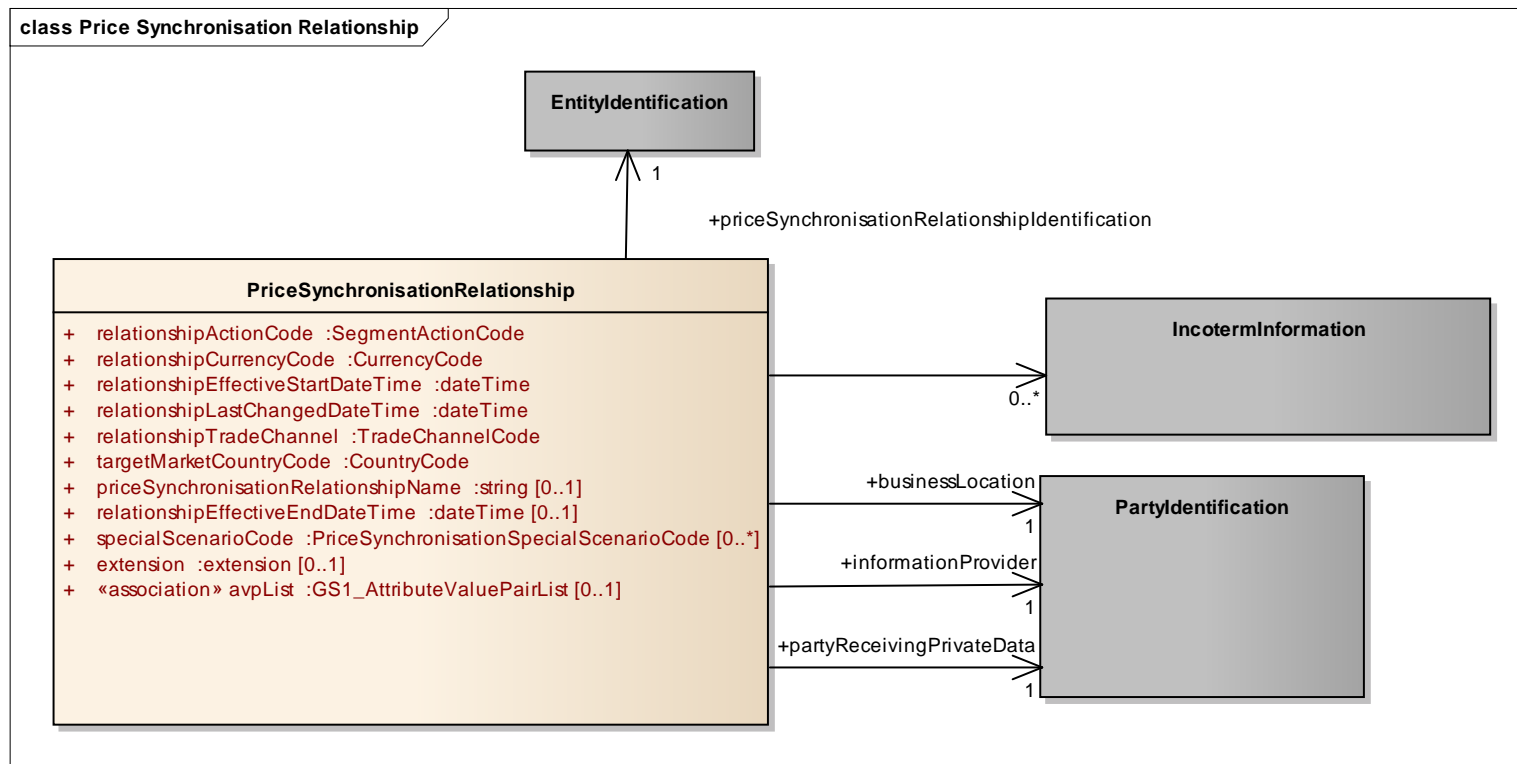 class Price Synchronisation Relationship
EntityIdentification
1
+priceSynchronisationRelationshipIdentification
PriceSynchronisationRelationship
+ relationshipActionCode :SegmentActionCode
+ relationshipCurrencyCode :CurrencyCode
+ relationshipEffectiveStartDateTime :dateTime
+ relationshipLastChangedDateTime :dateTime
+ relationshipTradeChannel :TradeChannelCode
+ targetMarketCountryCode :CountryCode
+ priceSynchronisationRelationshipName :string [0..1]
+ relationshipEffectiveEndDateTime :dateTime [0..1]
+ specialScenarioCode :PriceSynchronisationSpecialScenarioCode [0..*]
+ extension :extension [0..1]
+ «association» avpList :GS1_AttributeValuePairList [0..1]
IncotermInformation
0..*
+businessLocation
1
+informationProvider
1
+partyReceivingPrivateData
1
PartyIdentification